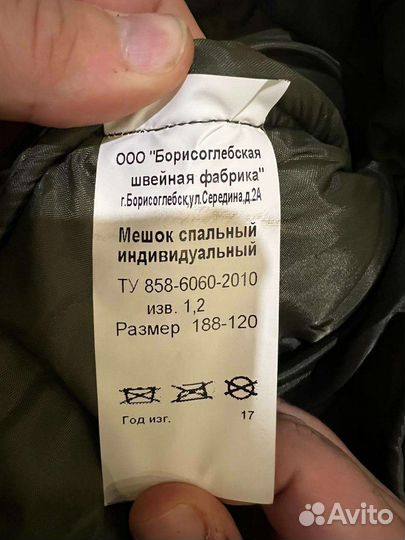 ООО "Борисоглебская
швейная фабрика"
г.Борисоглебск,ул.Середина,д.2А
Мешок спальный
индивидуальный
ТУ 858-6060-2010
изв. 1,2
Размер 188-120
Год изг. 17
Avito